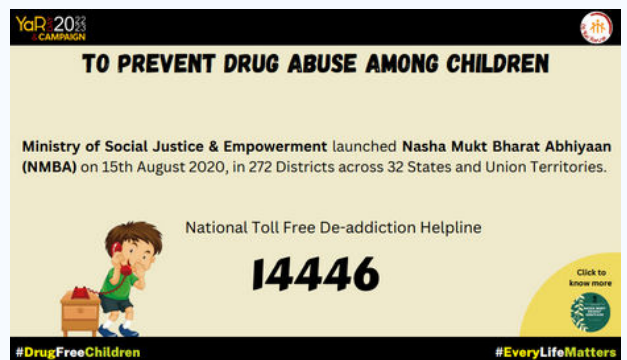 YaR 20 22 23
& CAMPAIGN
TO PREVENT DRUG ABUSE AMONG CHILDREN
Ministry of Social Justice & Empowerment launched Nasha Mukt Bharat Abhiyaan
(NMBA) on 15th August 2020, in 272 Districts across 32 States and Union Territories.
National Toll Free De-addiction Helpline
14446
Click to
know more
#DrugFreeChildren
#EveryLifeMatters